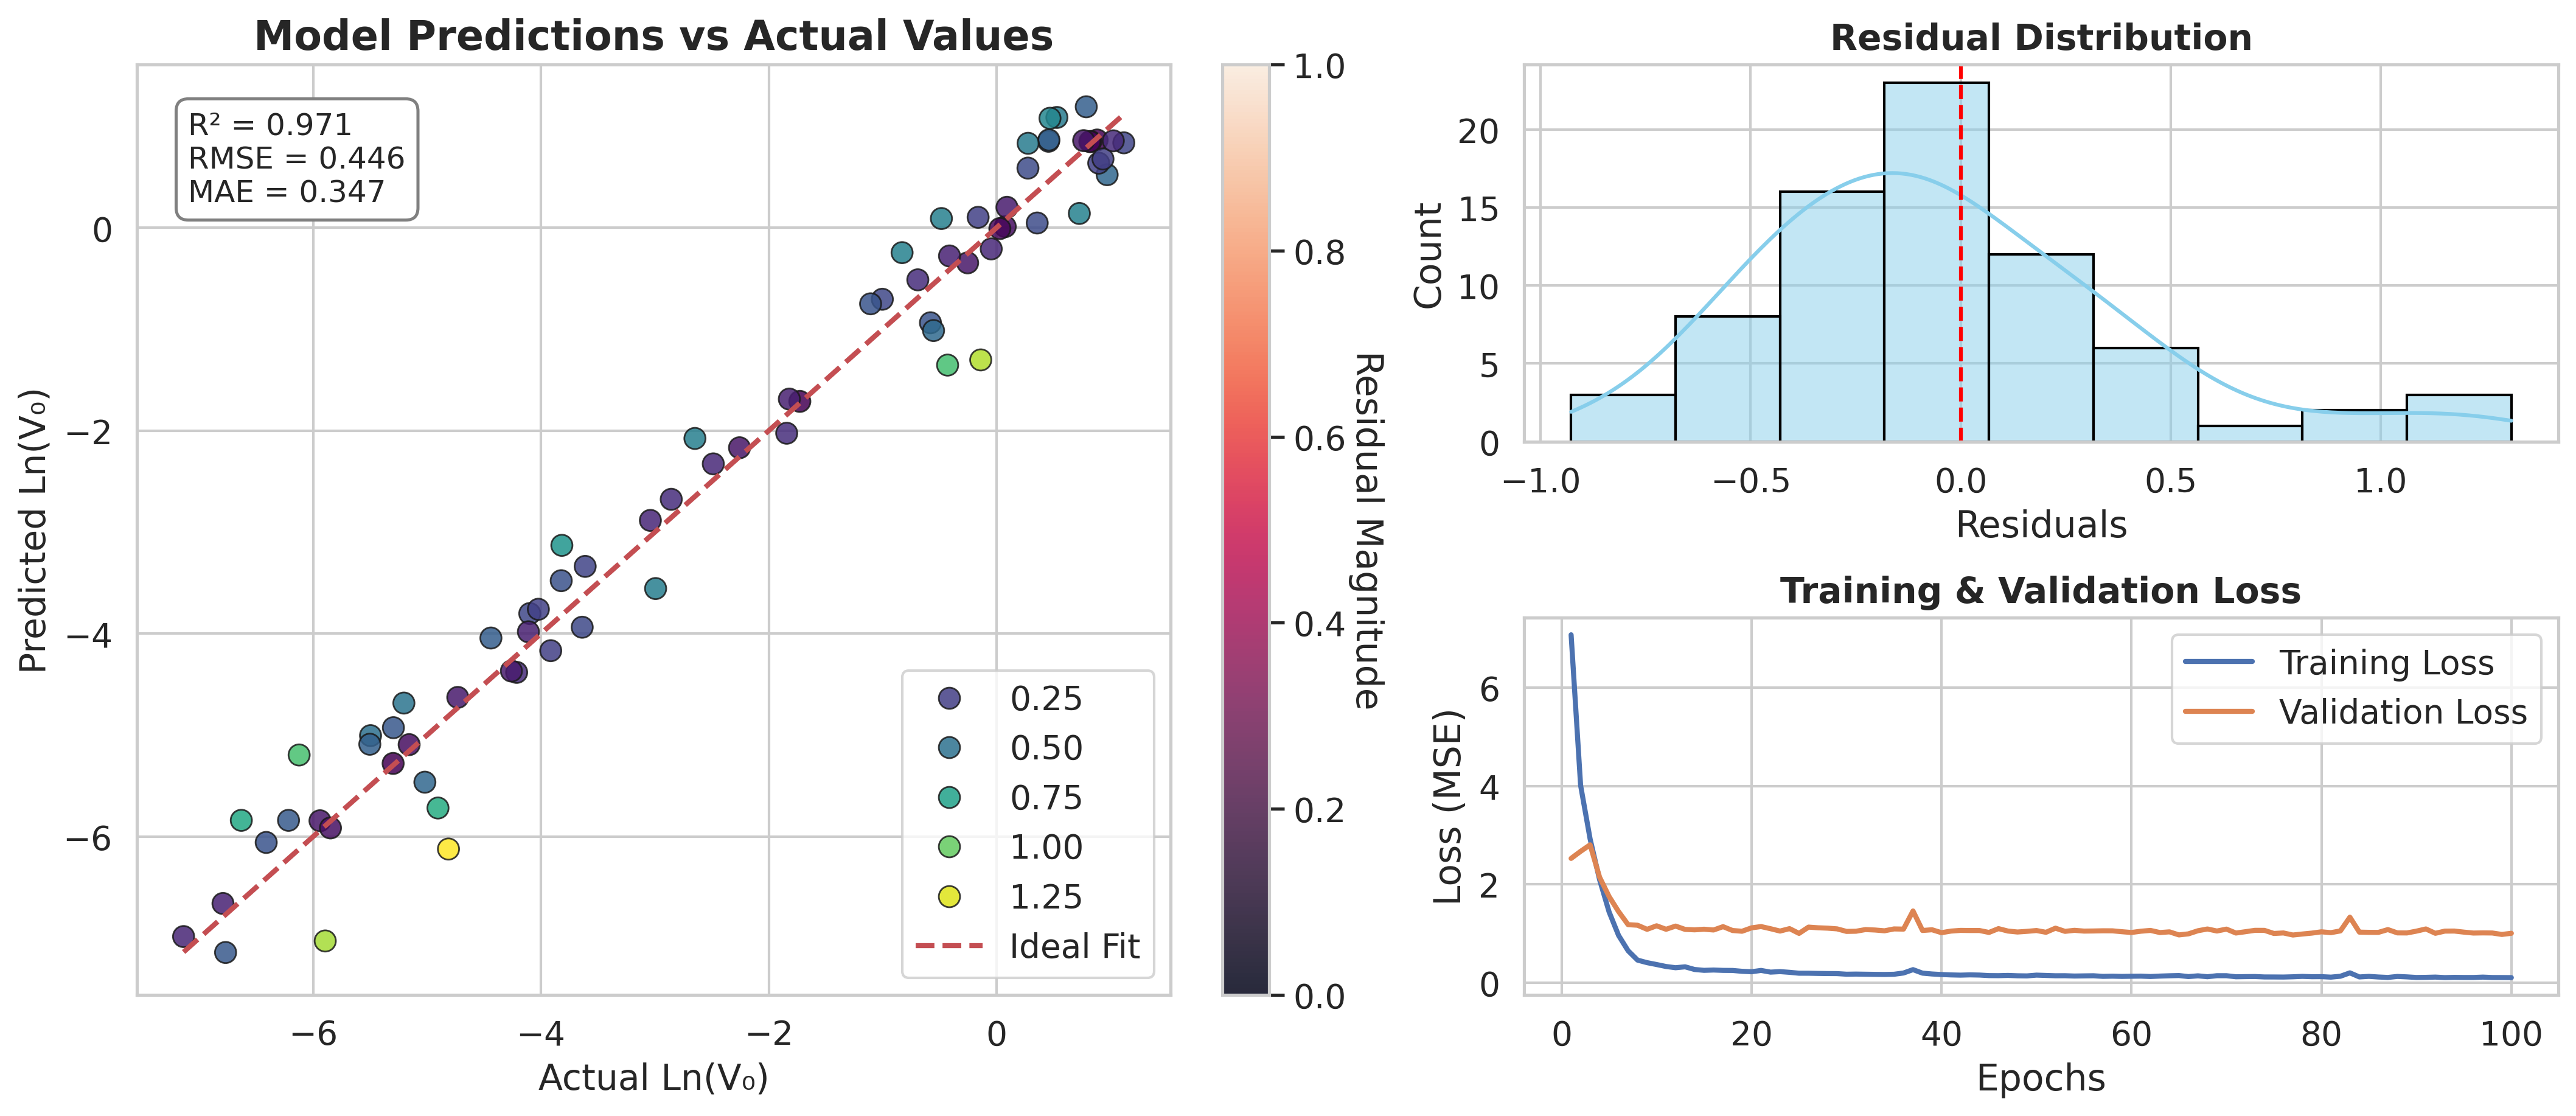 Model Predictions vs Actual Values
R² = 0.971
RMSE = 0.446
MAE = 0.347
Predicted Ln(V₀)
0
−2
−4
−6
−6
−4
−2
0
Actual Ln(V₀)
0.25
0.50
0.75
1.00
1.25
Ideal Fit
1.0
0.8
0.6
0.4
0.2
0.0
Residual Magnitude
Residual Distribution
Count
20
15
10
5
0
−1.0
−0.5
0.0
0.5
1.0
Residuals
Training & Validation Loss
Loss (MSE)
6
4
2
0
Training Loss
Validation Loss
0
20
40
60
80
100
Epochs